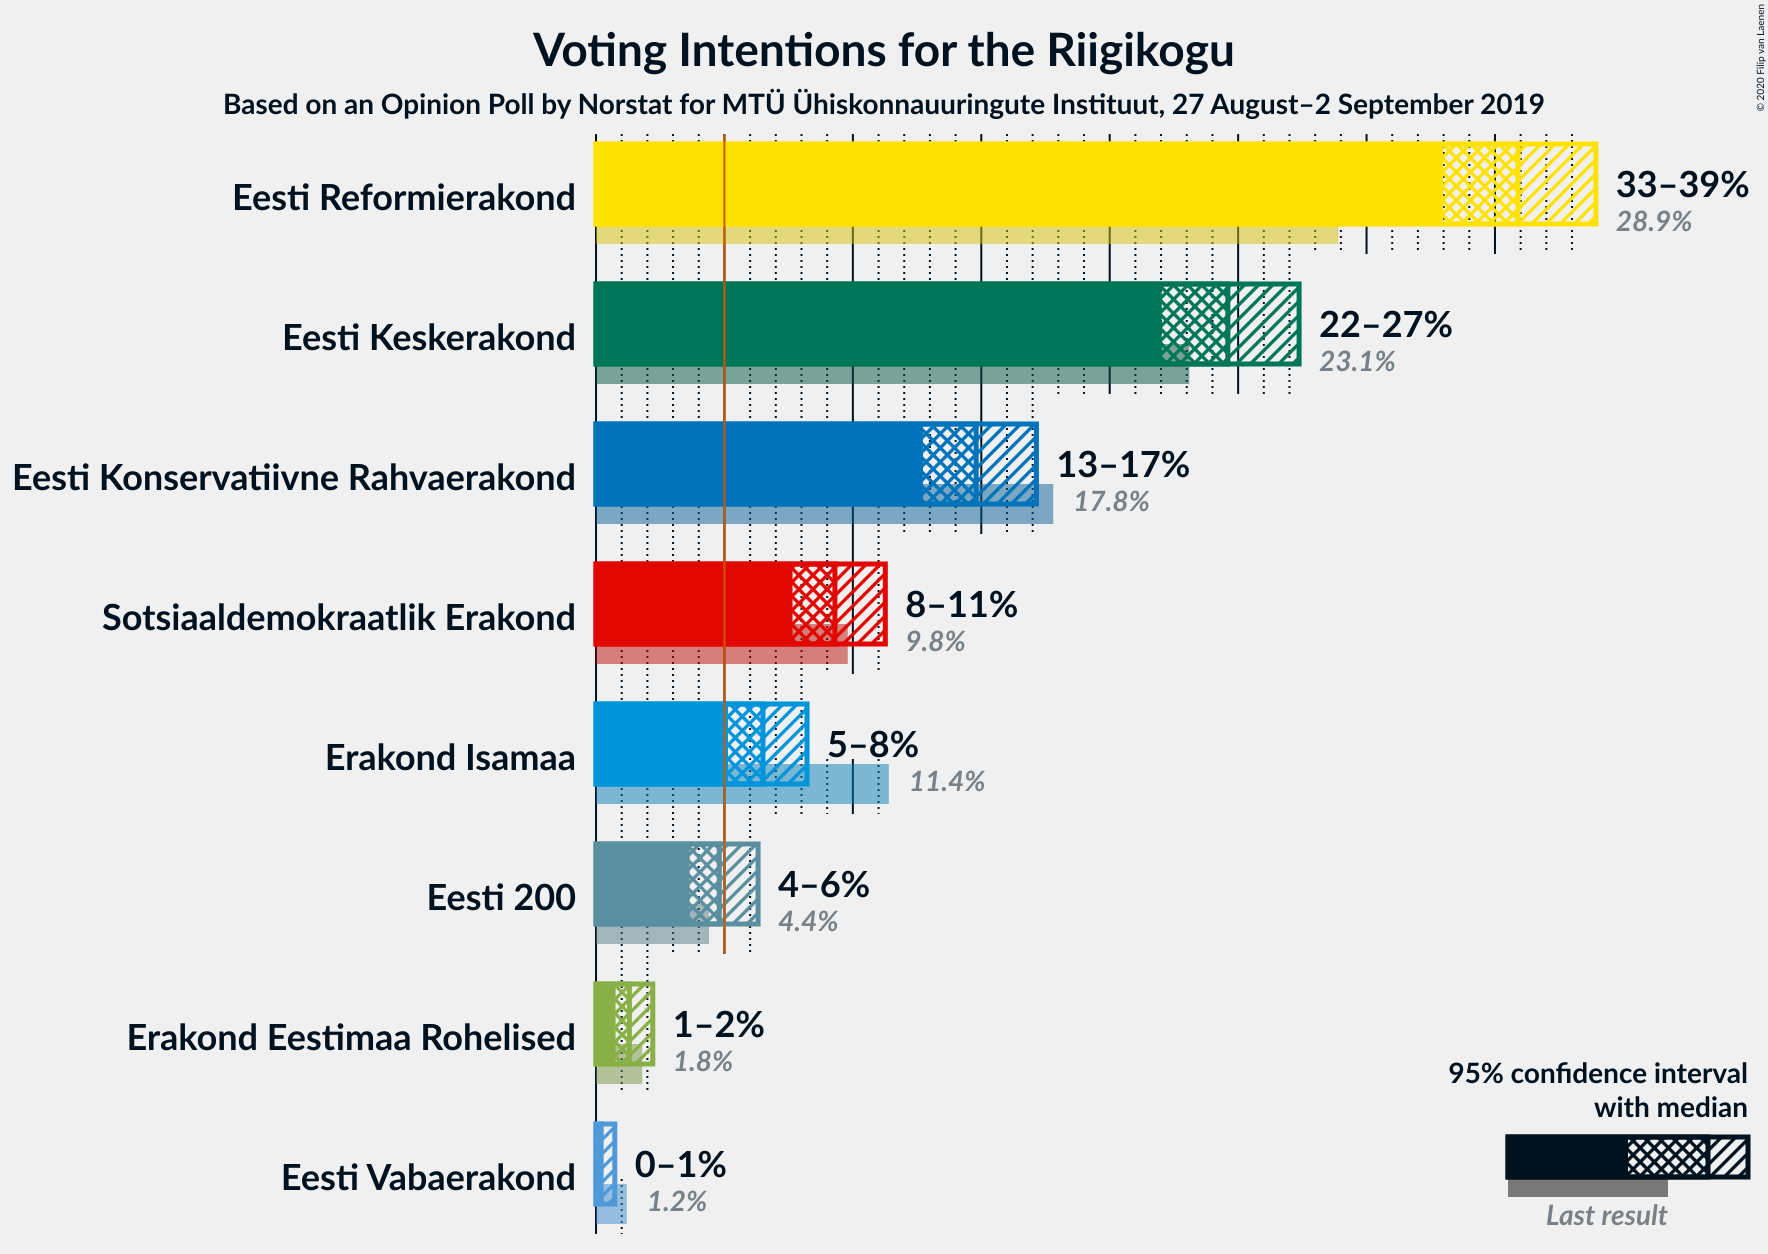 Voting Intentions for the Riigikogu
Based on an Opinion Poll by Norstat for MTÜ Ühiskonnauuringute Instituut, 27 August–2 September 2019
© 2020 Filip van Laenen
Eesti Reformierakond
33–39%
28.9%
Eesti Keskerakond
22–27%
23.1%
Eesti Konservatiivne Rahvaerakond
13–17%
17.8%
Sotsiaaldemokraatlik Erakond
8–11%
9.8%
Erakond Isamaa
5–8%
11.4%
Eesti 200
4–6%
4.4%
Erakond Eestimaa Rohelised
1–2%
1.8%
Eesti Vabaerakond
0–1%
1.2%
95% confidence interval
with median
Last result